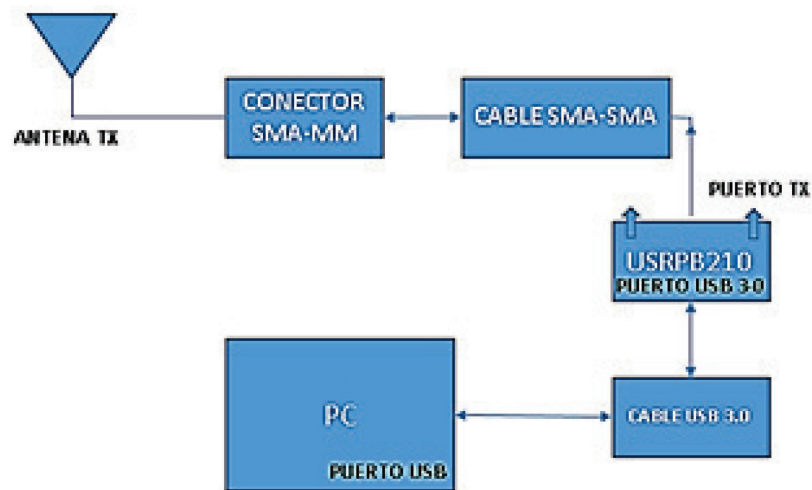 ANTENA TX
CONECTOR
SMA-MM
CABLE SMA-SMA
PUERTO TX
USRPB210
PUERTO USB 3.0
PC
PUERTO USB
CABLE USB 3.0